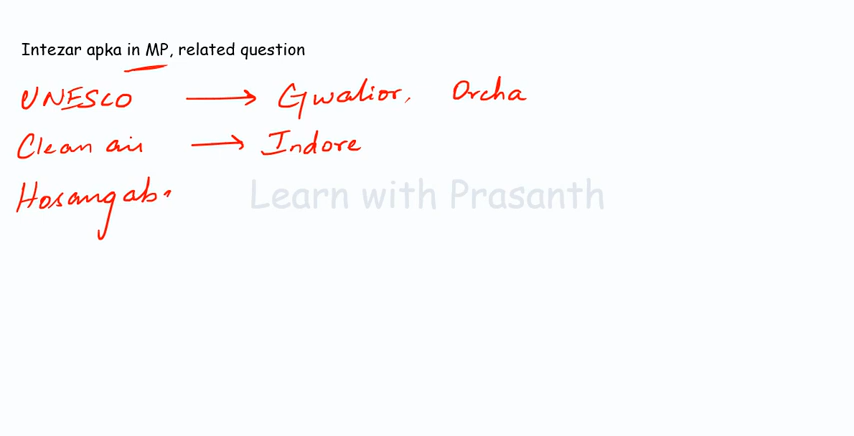 Intezar apka in MP, related question
UNESCO → Gwalior, Orcha
Clean air → Indore
Hosangab
Learn with Prasanth